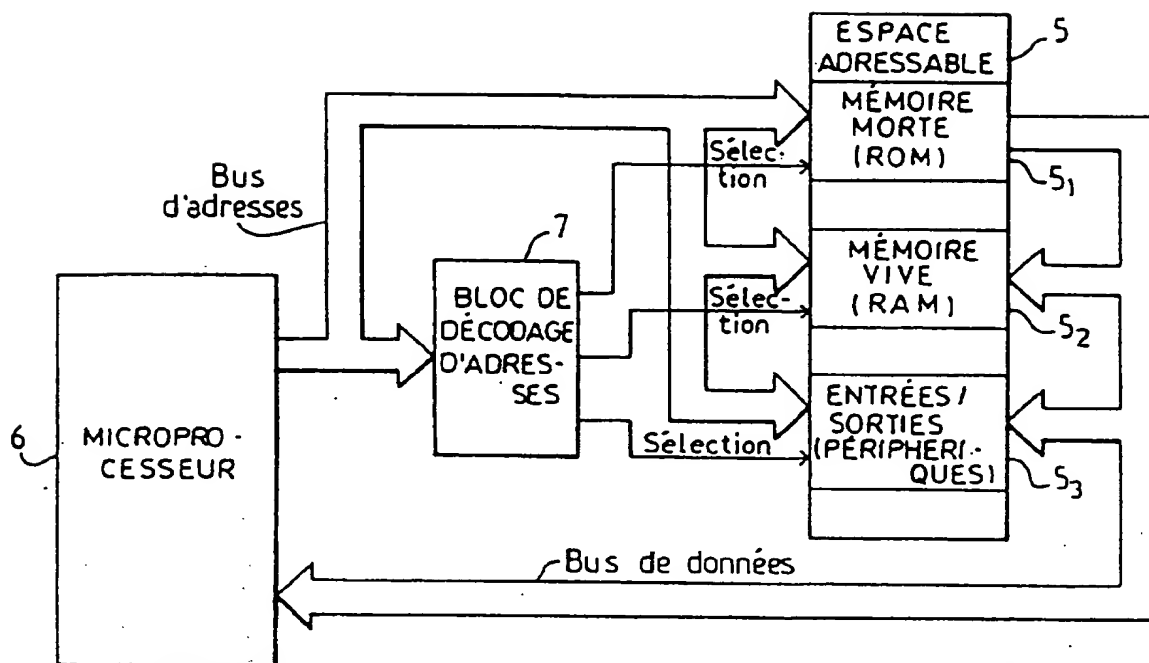 ESPACE
ADRESSABLE
5
MÉMOIRE
MORTE
(ROM)
5₁
Sélec-
tion
Bus
d'adresses
7
BLOC DE
DÉCODAGE
D'ADRES-
SES
MÉMOIRE
VIVE
(RAM)
5₂
Sélec-
tion
6
MICROPRO-
CESSEUR
ENTRÉES/
SORTIES
(PÉRIPHERI-
QUES)
5₃
Sélection
Bus de données